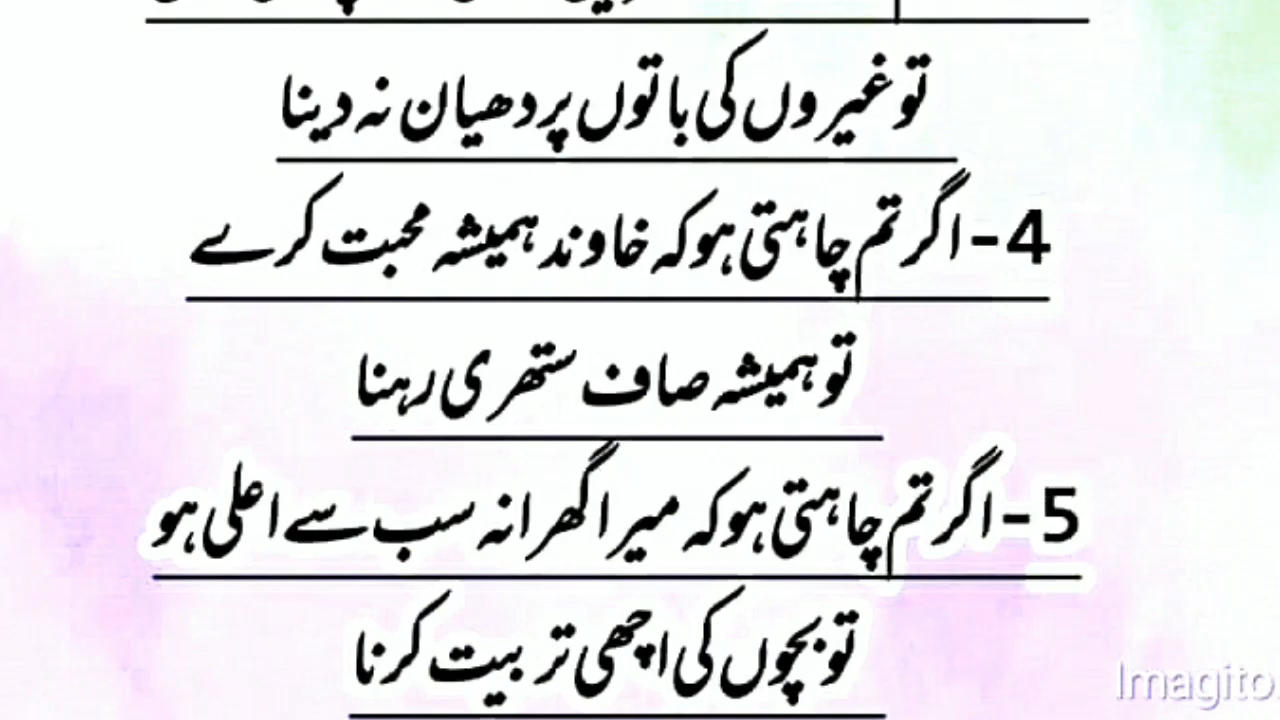 تو غیروں کی باتوں پر دھیان نہ دینا
4- اگر تم چاہتی ہو کہ خاوند ہمیشہ محبت کرے
تو ہمیشہ صاف ستھری رہنا
5- اگر تم چاہتی ہو کہ میرا گھرانہ سب سے اعلی ہو
تو بچوں کی اچھی تربیت کرنا
Imagito